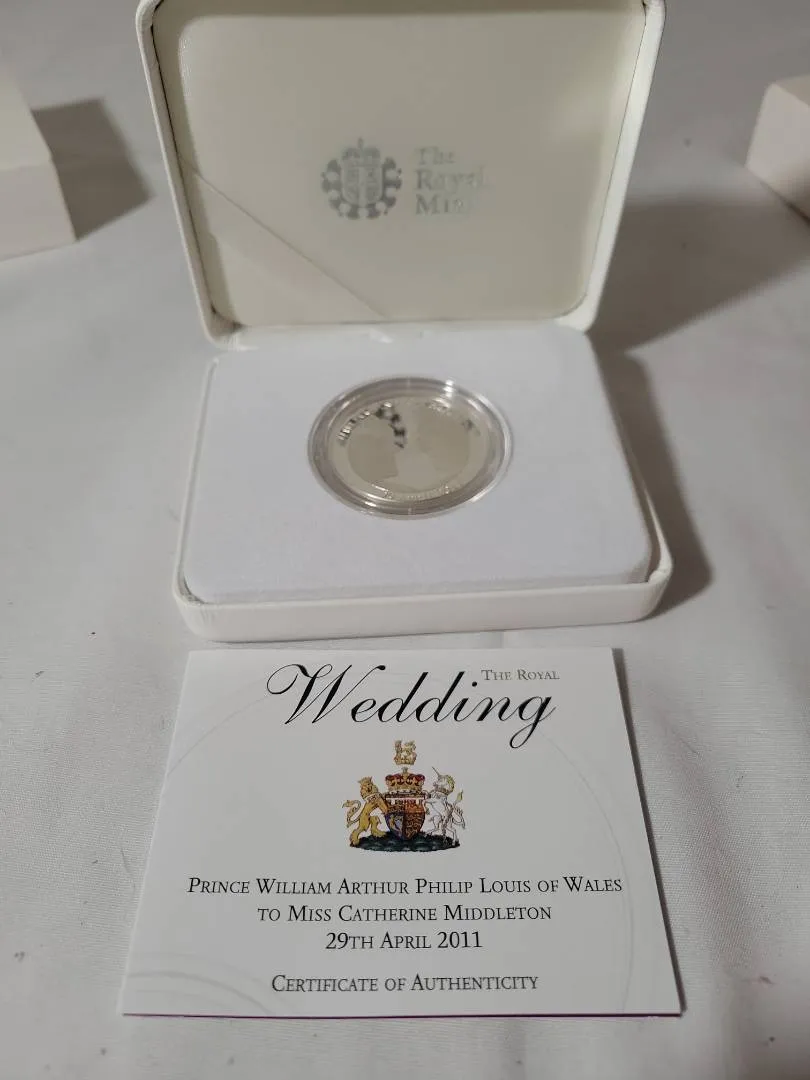 The
Royal
Mint
THE ROYAL
Wedding
PRINCE WILLIAM ARTHUR PHILIP LOUIS OF WALES
TO MISS CATHERINE MIDDLETON
29TH APRIL 2011
CERTIFICATE OF AUTHENTICITY